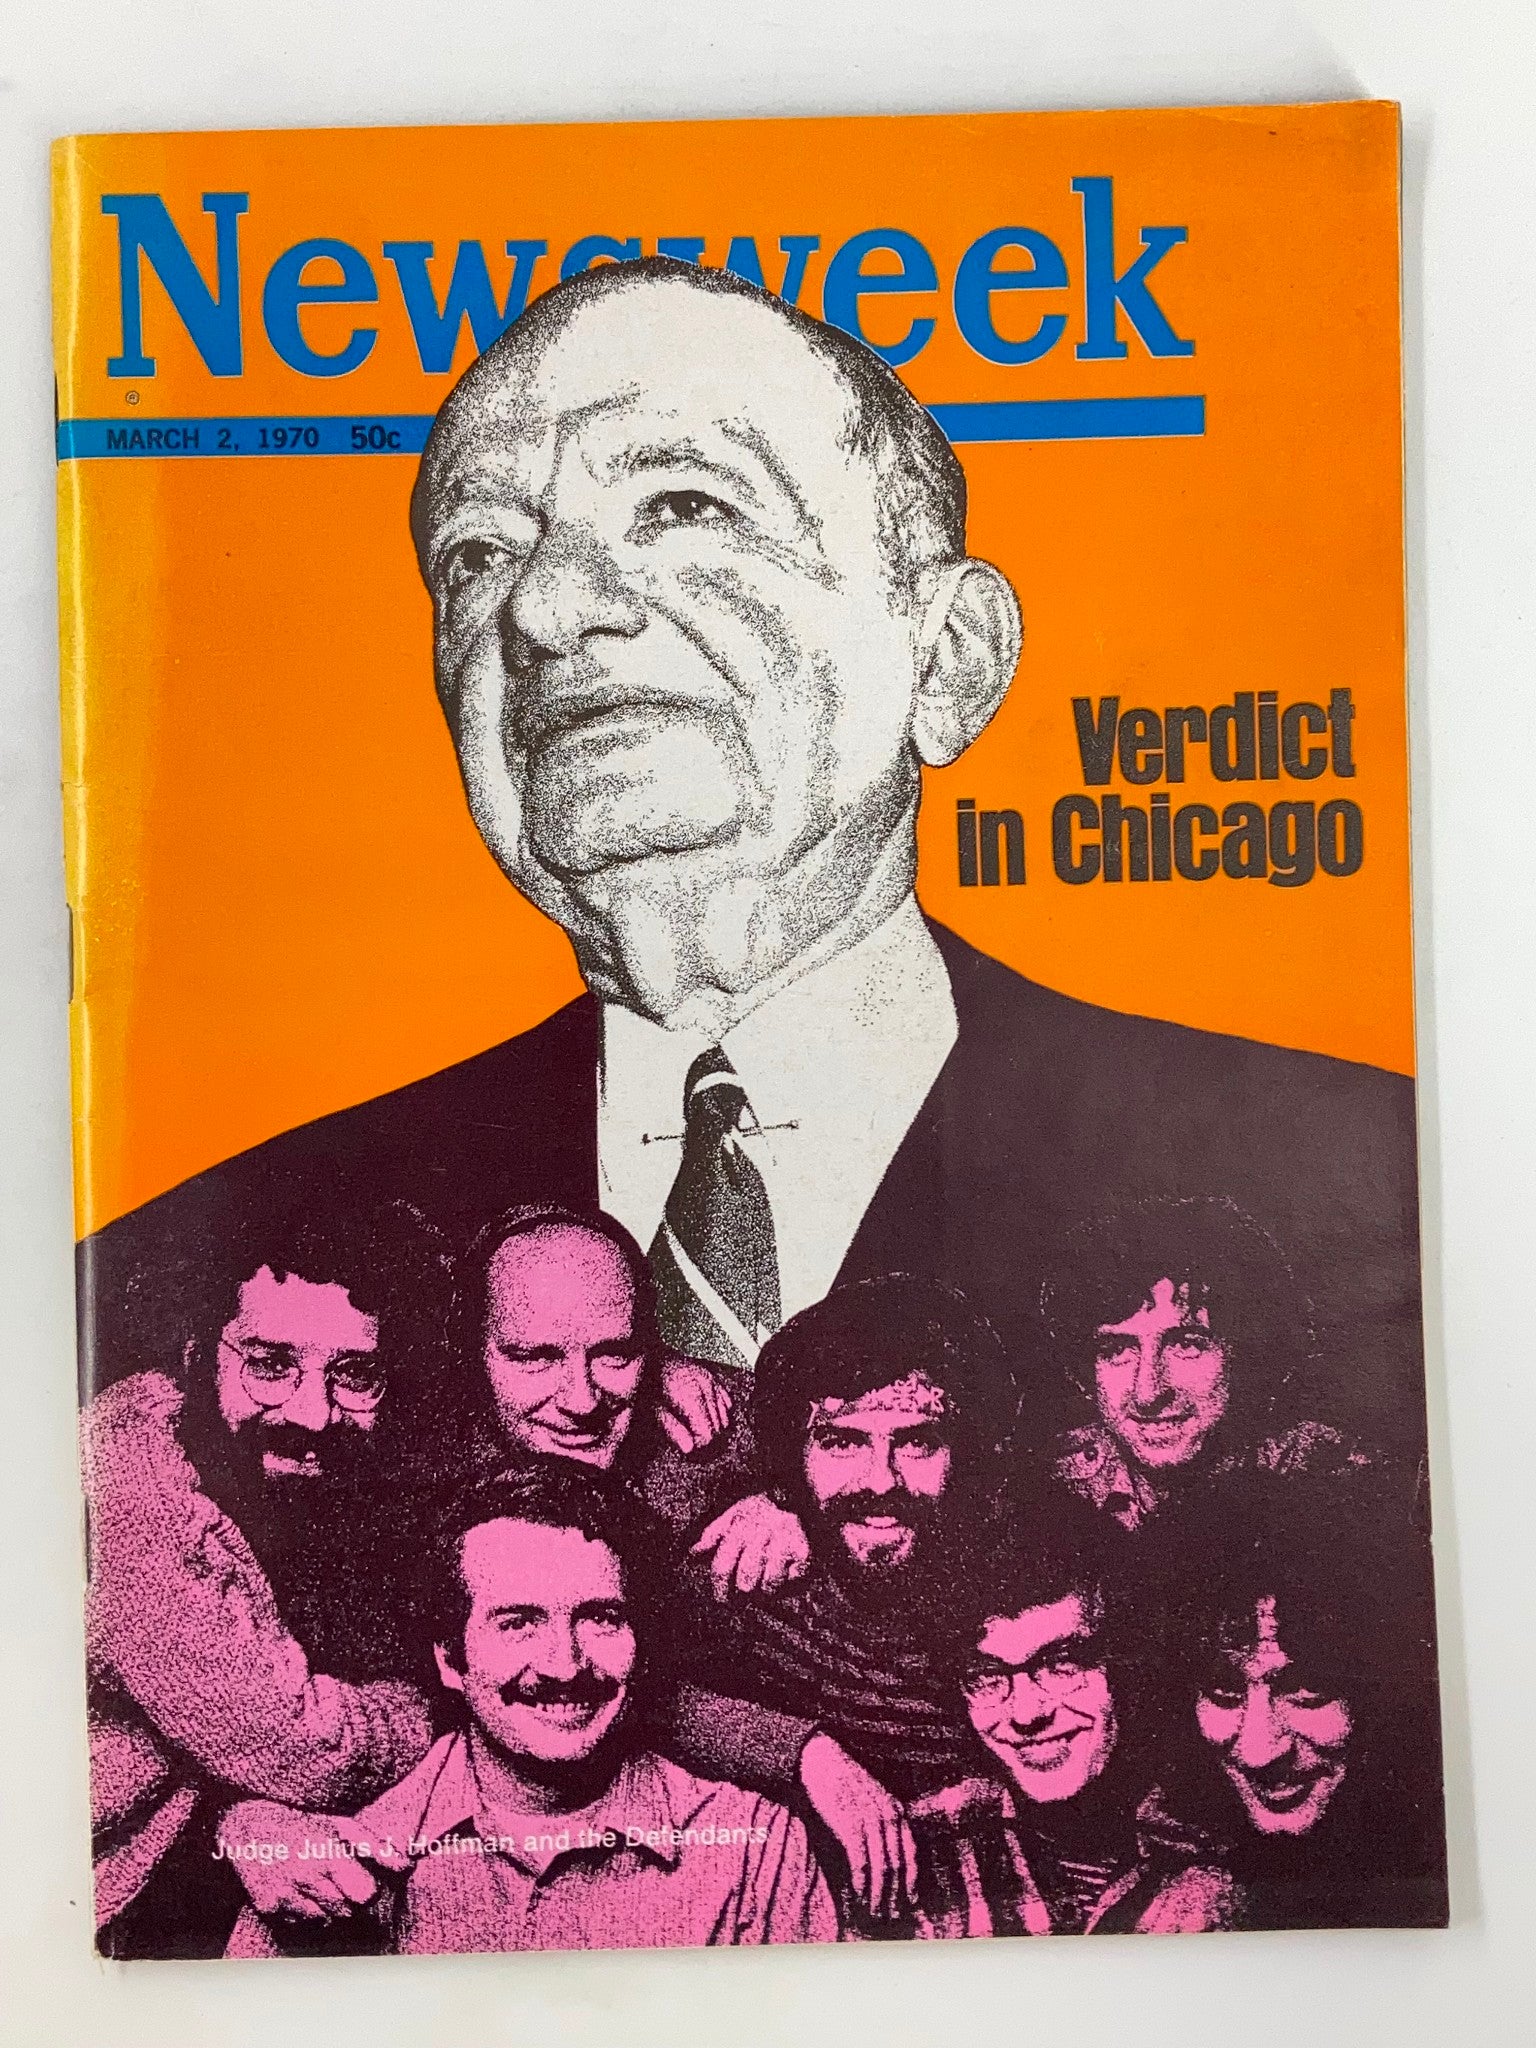 Newsweek
®
MARCH 2, 1970 50c
Verdict
in Chicago
Judge Julius J. Hoffman and the Defendants